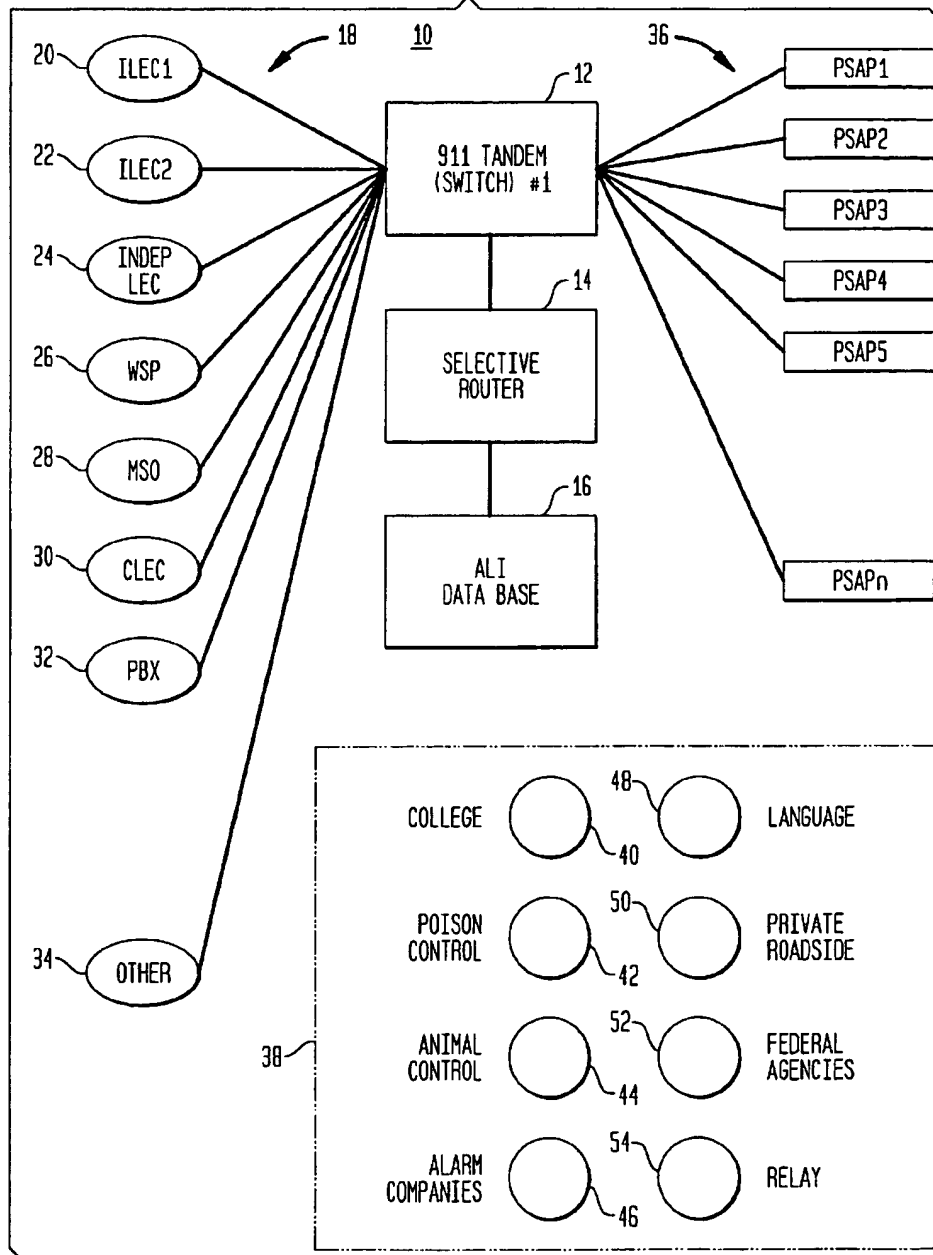 18
10
36
20
ILEC1
12
PSAP1
911 TANDEM
(SWITCH) #1
PSAP2
22
ILEC2
PSAP3
24
INDEP
LEC
14
PSAP4
SELECTIVE
ROUTER
PSAP5
26
WSP
28
MSO
16
30
CLEC
ALI
DATA BASE
PSAPn
32
PBX
34
OTHER
38
COLLEGE
40
48
LANGUAGE
POISON
CONTROL
42
50
PRIVATE
ROADSIDE
ANIMAL
CONTROL
44
52
FEDERAL
AGENCIES
ALARM
COMPANIES
46
54
RELAY